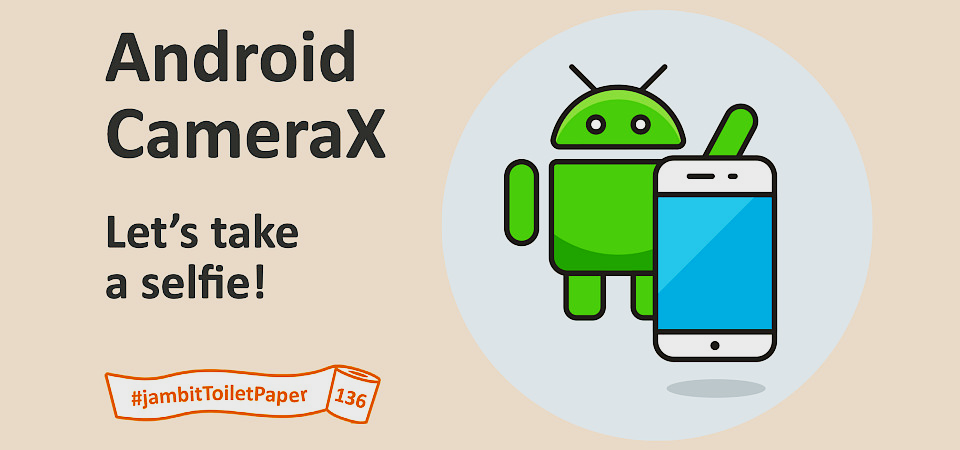 Android
CameraX
Let’s take
a selfie!
#jambitToiletPaper
136